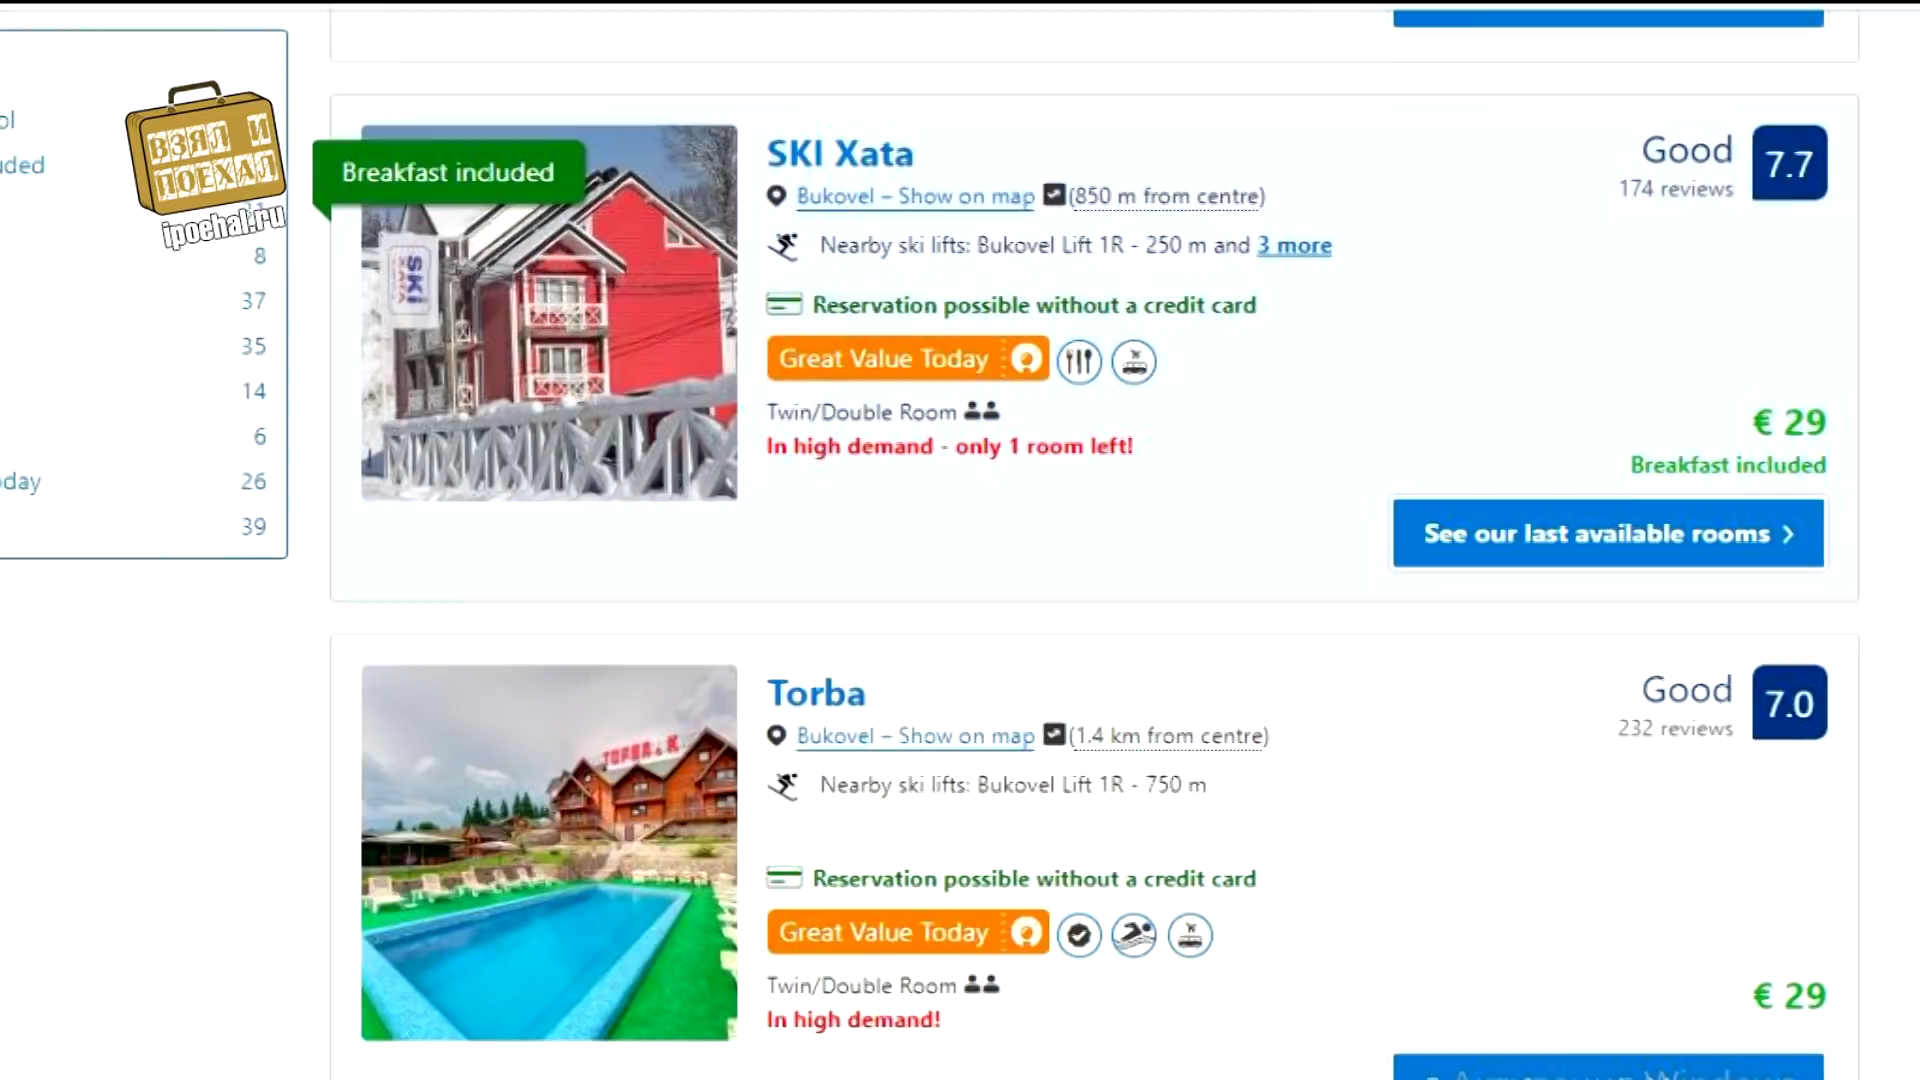 ol
uded
ВЗЯЛ И
ПОЕХАЛ
ipoehal.ru
8
37
35
14
6
oday
26
39
Breakfast included
SKI
XATA
SKI Xata
Bukovel – Show on map (850 m from centre)
Nearby ski lifts: Bukovel Lift 1R - 250 m and 3 more
Reservation possible without a credit card
Great Value Today
Twin/Double Room
In high demand - only 1 room left!
Good
174 reviews
7.7
€ 29
Breakfast included
See our last available rooms
Torba
Bukovel – Show on map (1.4 km from centre)
Nearby ski lifts: Bukovel Lift 1R - 750 m
Reservation possible without a credit card
Great Value Today
Twin/Double Room
In high demand!
Good
232 reviews
7.0
€ 29